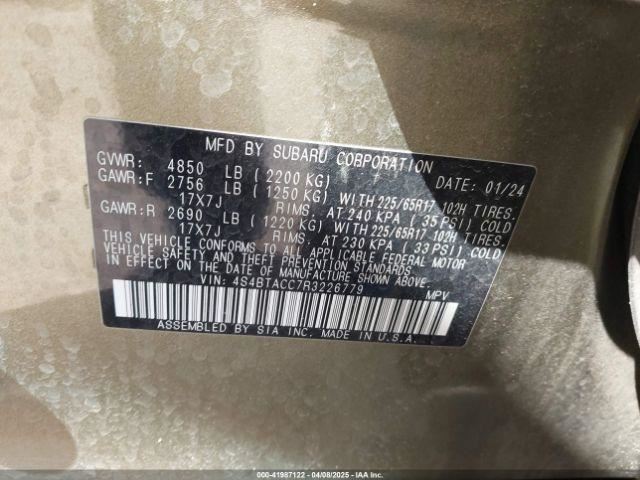 MFD BY SUBARU CORPORATION
GVWR: 4850 LB ( 2200 KG) DATE: 01/24
GAWR:F 2756 LB ( 1250 KG) WITH 225/65R17 102H TIRES.
17X7J RIMS. AT 240 KPA ( 35 PSI) COLD
GAWR:R 2690 LB ( 1220 KG) WITH 225/65R17 102H TIRES.
17X7J RIMS. AT 230 KPA ( 33 PSI) COLD
THIS VEHICLE CONFORMS TO ALL APPLICABLE FEDERAL MOTOR
VEHICLE SAFETY AND THEFT PREVENTION STANDARDS
IN EFFECT ON THE DATE OF MANUFACTURE SHOWN ABOVE.
VIN: 4S4BTACC7R3226779 MPV
ASSEMBLED BY SIA INC. MADE IN U.S.A.
000-41987122 - 04/08/2025 - IAAI.COM